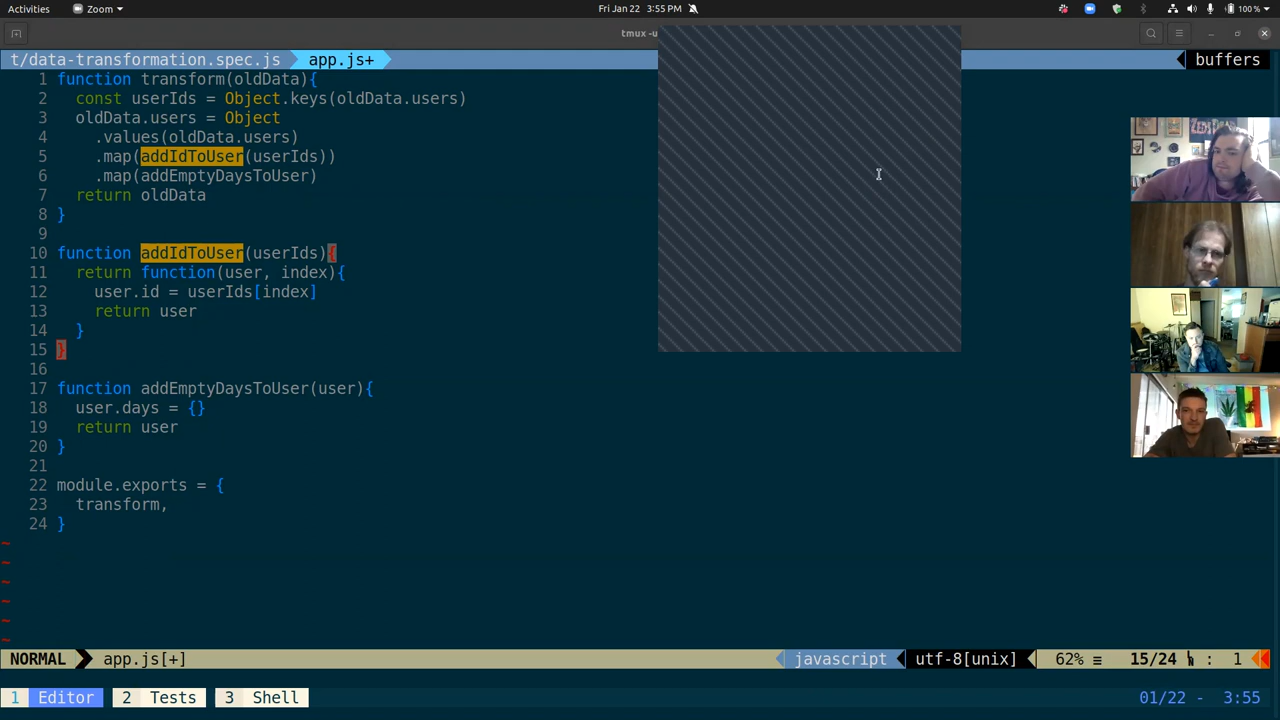 Activities
Zoom
Fri Jan 22 3:55 PM
100 %
tmux -u
t/data-transformation.spec.js
app.js+
buffers
1 function transform(oldData){
2 const userIds = Object.keys(oldData.users)
3 oldData.users = Object
4 .values(oldData.users)
5 .map(addIdToUser(userIds))
6 .map(addEmptyDaysToUser)
7 return oldData
8 }
9
10 function addIdToUser(userIds){
11 return function(user, index){
12 user.id = userIds[index]
13 return user
14 }
15 }
16
17 function addEmptyDaysToUser(user){
18 user.days = {}
19 return user
20 }
21
22 module.exports = {
23 transform,
24 }
~
~
~
~
~
~
NORMAL app.js[+] javascript utf-8[unix] 62% ≡ 15/24 : 1
1 Editor 2 Tests 3 Shell 01/22 - 3:55